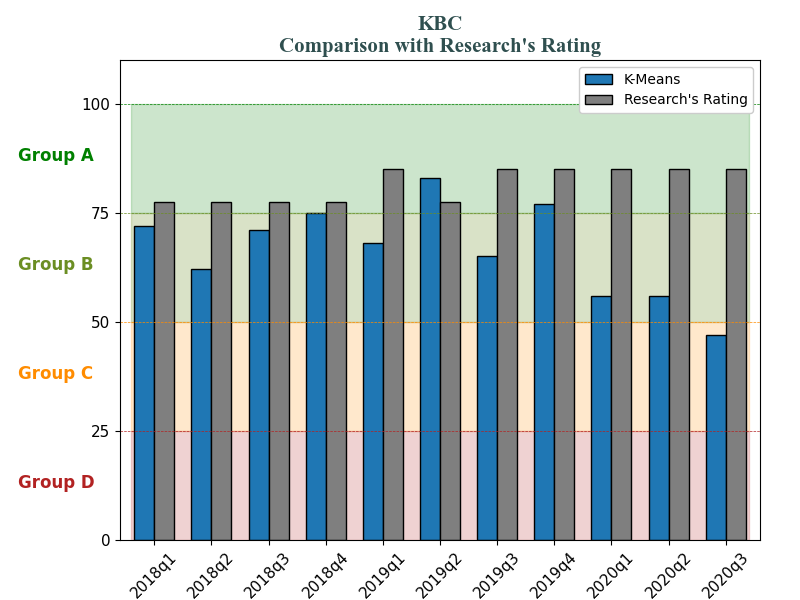 KBC
Comparison with Research's Rating
K-Means
Research's Rating
100
Group A
75
Group B
50
Group C
25
Group D
0
2018q1
2018q2
2018q3
2018q4
2019q1
2019q2
2019q3
2019q4
2020q1
2020q2
2020q3